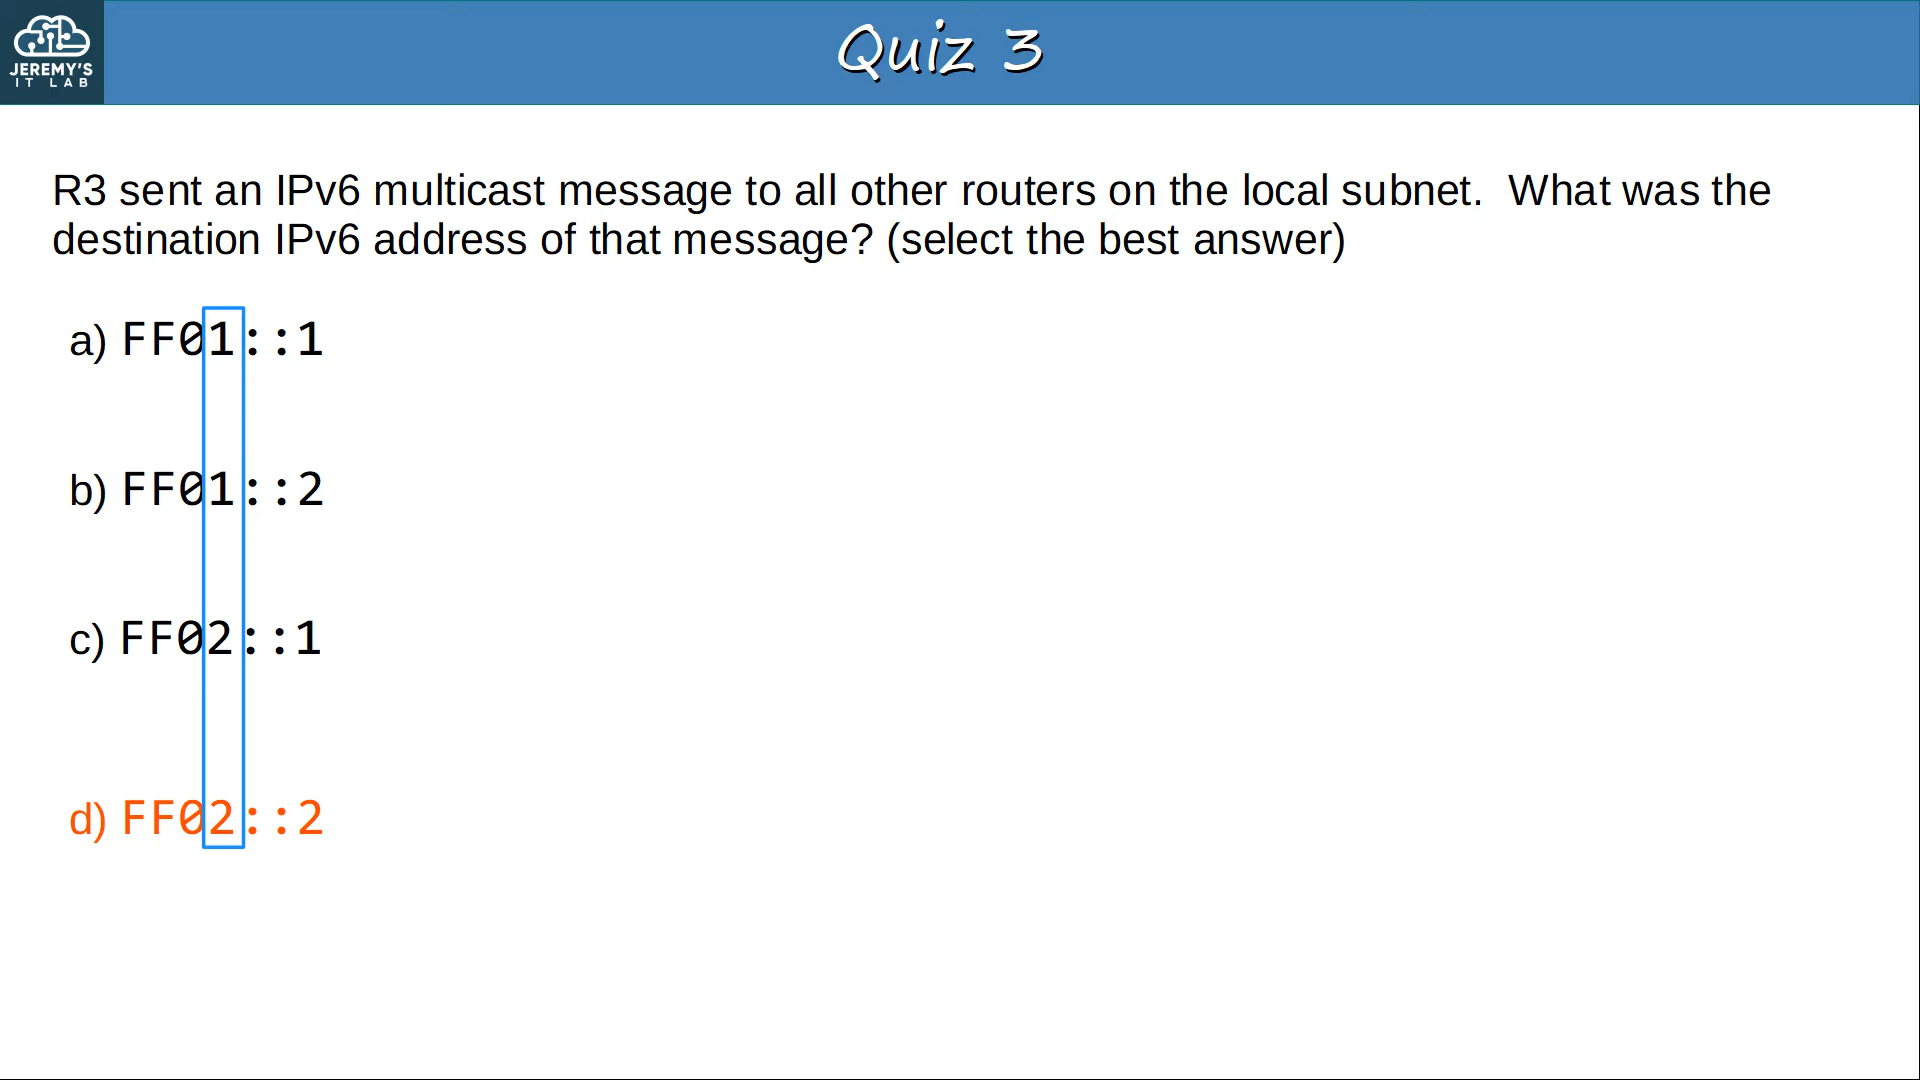 JEREMY'S
IT LAB
Quiz 3
R3 sent an IPv6 multicast message to all other routers on the local subnet.  What was the
destination IPv6 address of that message? (select the best answer)
a) FF01::1
b) FF01::2
c) FF02::1
d) FF02::2